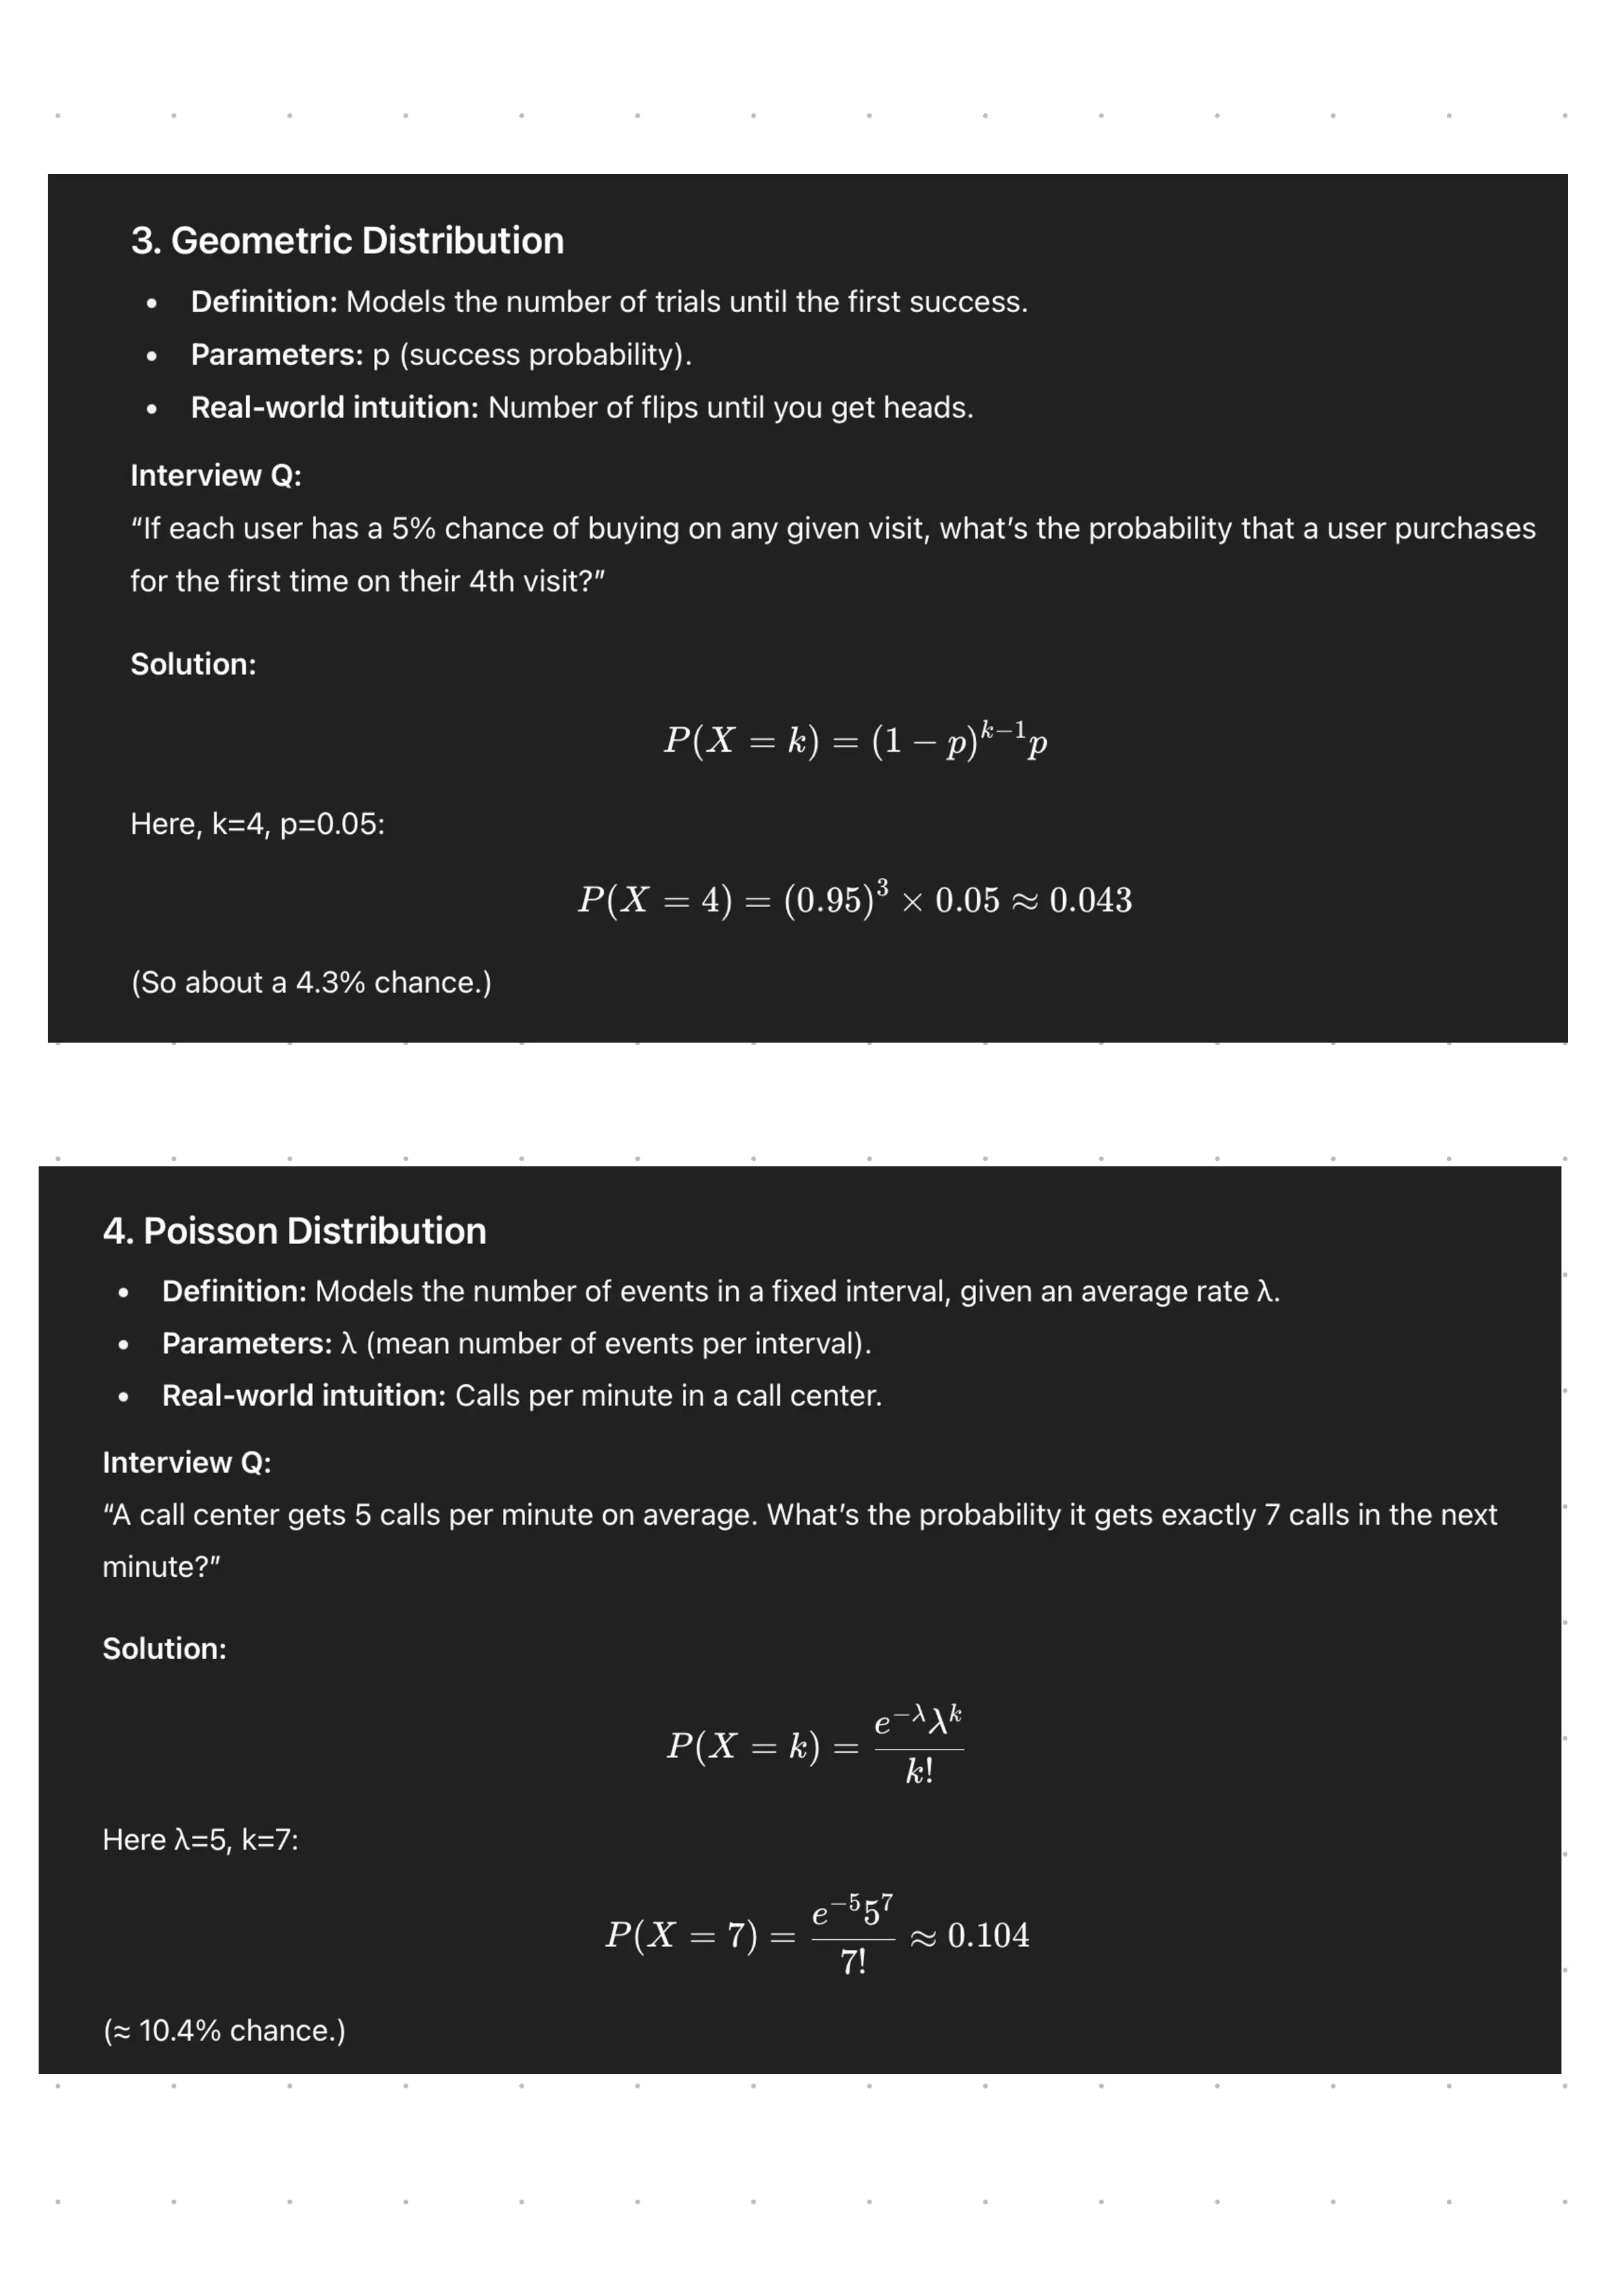 3. Geometric Distribution
• Definition: Models the number of trials until the first success.
• Parameters: p (success probability).
• Real-world intuition: Number of flips until you get heads.
Interview Q:
“If each user has a 5% chance of buying on any given visit, what’s the probability that a user purchases
for the first time on their 4th visit?”
Solution:
P(X = k) = (1 − p)^{k−1}p
Here, k=4, p=0.05:
P(X = 4) = (0.95)^3 × 0.05 ≈ 0.043
(So about a 4.3% chance.)
4. Poisson Distribution
• Definition: Models the number of events in a fixed interval, given an average rate λ.
• Parameters: λ (mean number of events per interval).
• Real-world intuition: Calls per minute in a call center.
Interview Q:
“A call center gets 5 calls per minute on average. What’s the probability it gets exactly 7 calls in the next
minute?”
Solution:
P(X = k) = \frac{e^{−λ}λ^k}{k!}
Here λ=5, k=7:
P(X = 7) = \frac{e^{−5}5^7}{7!} ≈ 0.104
(≈ 10.4% chance.)